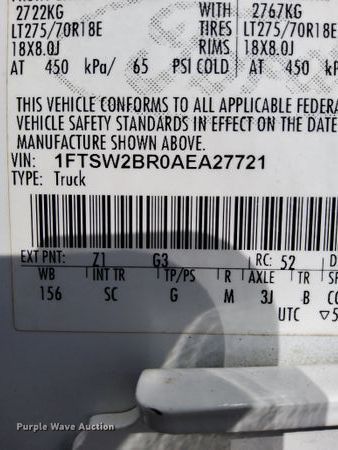 2722KG 2767KG
LT275/70R18E TIRES LT275/70R18E
18X8.0J RIMS 18X8.0J
AT 450 kPa/ 65 PSI COLD AT 450 kPa
THIS VEHICLE CONFORMS TO ALL APPLICABLE FEDERA
VEHICLE SAFETY STANDARDS IN EFFECT ON THE DATE
MANUFACTURE SHOWN ABOVE.
VIN: 1FTSW2BR0AEA27721
TYPE: Truck
EXT PNT: Z1 G3 RC: 52
WB INT TR TP/PS R AXLE TR SP
156 SC G M 3J B
UTC ▽5
Purple Wave Auction